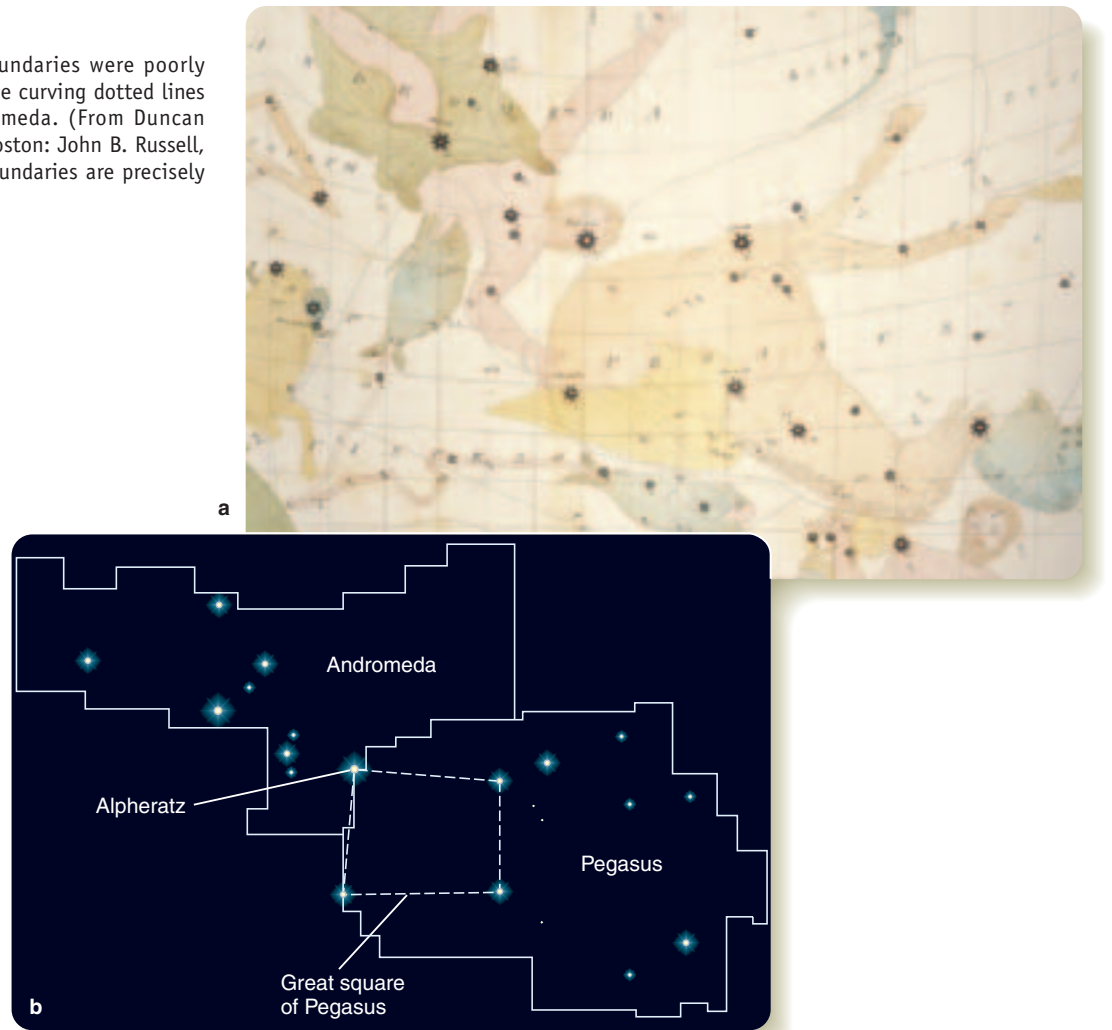 undaries were poorly
e curving dotted lines
meda. (From Duncan
oston: John B. Russell,
undaries are precisely
a
Andromeda
Alpheratz
Pegasus
Great square
of Pegasus
b